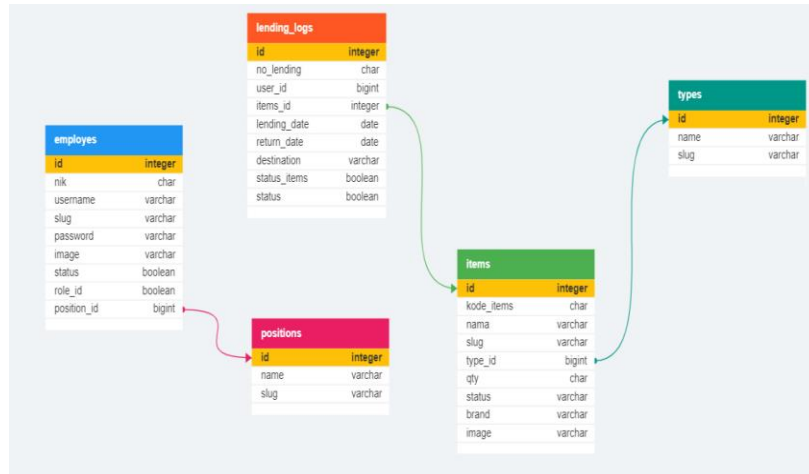 lending_logs
id integer
no_lending char
user_id bigint
items_id integer
lending_date date
return_date date
destination varchar
status_items boolean
status boolean
types
id integer
name varchar
slug varchar
employes
id integer
nik char
username varchar
slug varchar
password varchar
image varchar
status boolean
role_id boolean
position_id bigint
items
id integer
kode_items char
nama varchar
slug varchar
type_id bigint
qty char
status varchar
brand varchar
image varchar
positions
id integer
name varchar
slug varchar